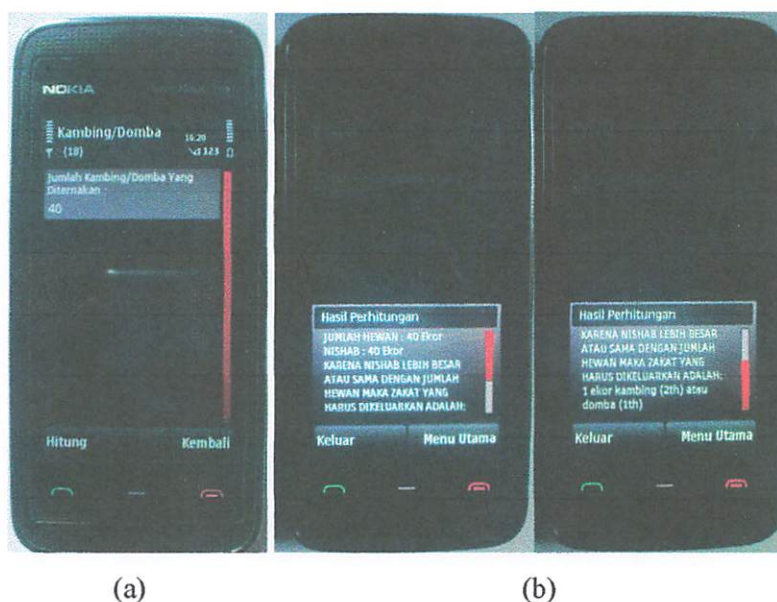 NOKIA
Kambing/Domba
16:20
(18)
123
Jumlah Kambing/Domba Yang
Diternakan :
40
Hitung
Kembali
Hasil Perhitungan
JUMLAH HEWAN : 40 Ekor
NISHAB : 40 Ekor
KARENA NISHAB LEBIH BESAR
ATAU SAMA DENGAN JUMLAH
HEWAN MAKA ZAKAT YANG
HARUS DIKELUARKAN ADALAH:
Keluar
Menu Utama
Hasil Perhitungan
KARENA NISHAB LEBIH BESAR
ATAU SAMA DENGAN JUMLAH
HEWAN MAKA ZAKAT YANG
HARUS DIKELUARKAN ADALAH:
1 ekor kambing (2th) atau
domba (1th)
Keluar
Menu Utama
(a)
(b)